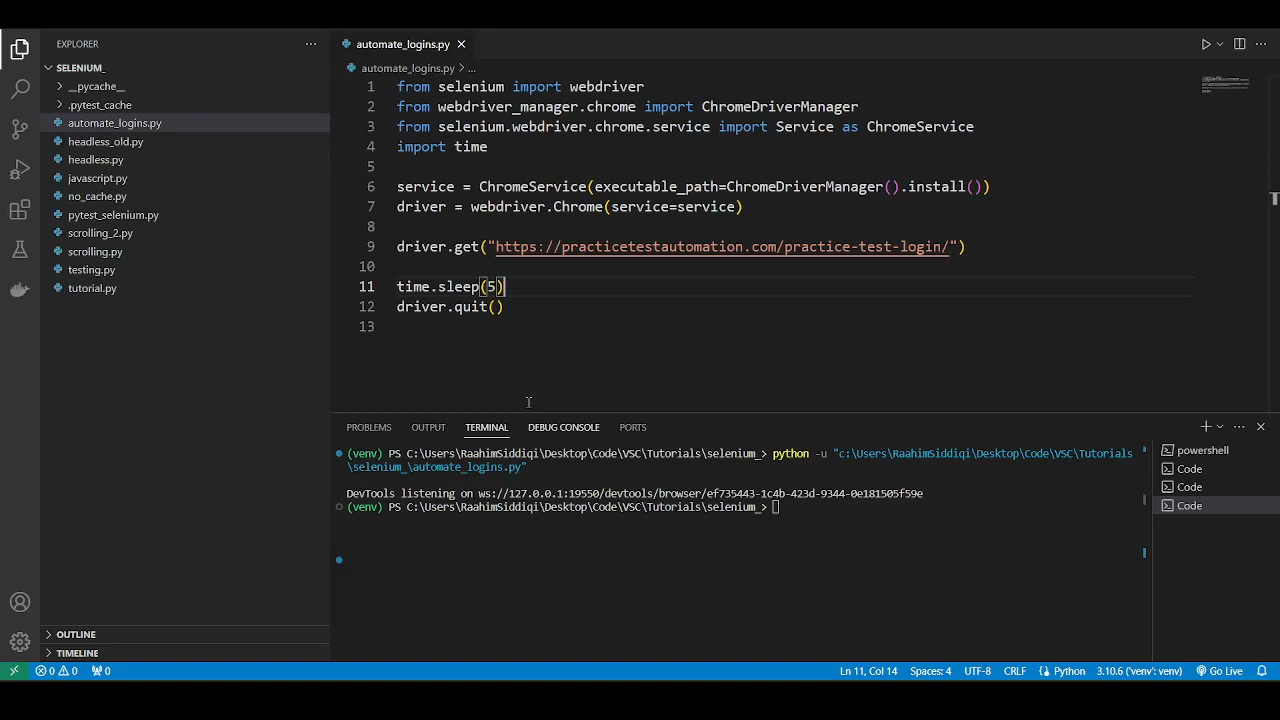 EXPLORER
SELENIUM_
__pycache__
.pytest_cache
automate_logins.py
headless_old.py
headless.py
javascript.py
no_cache.py
pytest_selenium.py
scrolling_2.py
scrolling.py
testing.py
tutorial.py
OUTLINE
TIMELINE
automate_logins.py
automate_logins.py > ...
1 from selenium import webdriver
2 from webdriver_manager.chrome import ChromeDriverManager
3 from selenium.webdriver.chrome.service import Service as ChromeService
4 import time
5
6 service = ChromeService(executable_path=ChromeDriverManager().install())
7 driver = webdriver.Chrome(service=service)
8
9 driver.get("https://practicetestautomation.com/practice-test-login/")
10
11 time.sleep(5)
12 driver.quit()
13
PROBLEMS OUTPUT TERMINAL DEBUG CONSOLE PORTS
(venv) PS C:\Users\RaahimSiddiqi\Desktop\Code\VSC\Tutorials\selenium_> python -u "c:\Users\RaahimSiddiqi\Desktop\Code\VSC\Tutorials
\selenium_\automate_logins.py"
DevTools listening on ws://127.0.0.1:19550/devtools/browser/ef735443-1c4b-423d-9344-0e181505f59e
(venv) PS C:\Users\RaahimSiddiqi\Desktop\Code\VSC\Tutorials\selenium_>
powershell
Code
Code
Code
0 0 0 Ln 11, Col 14 Spaces: 4 UTF-8 CRLF Python 3.10.6 ('venv': venv) Go Live